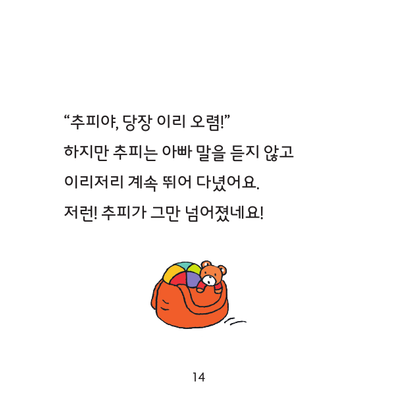 “추피야, 당장 이리 오렴!”
하지만 추피는 아빠 말을 듣지 않고
이리저리 계속 뛰어 다녔어요.
저런! 추피가 그만 넘어졌네요!
14